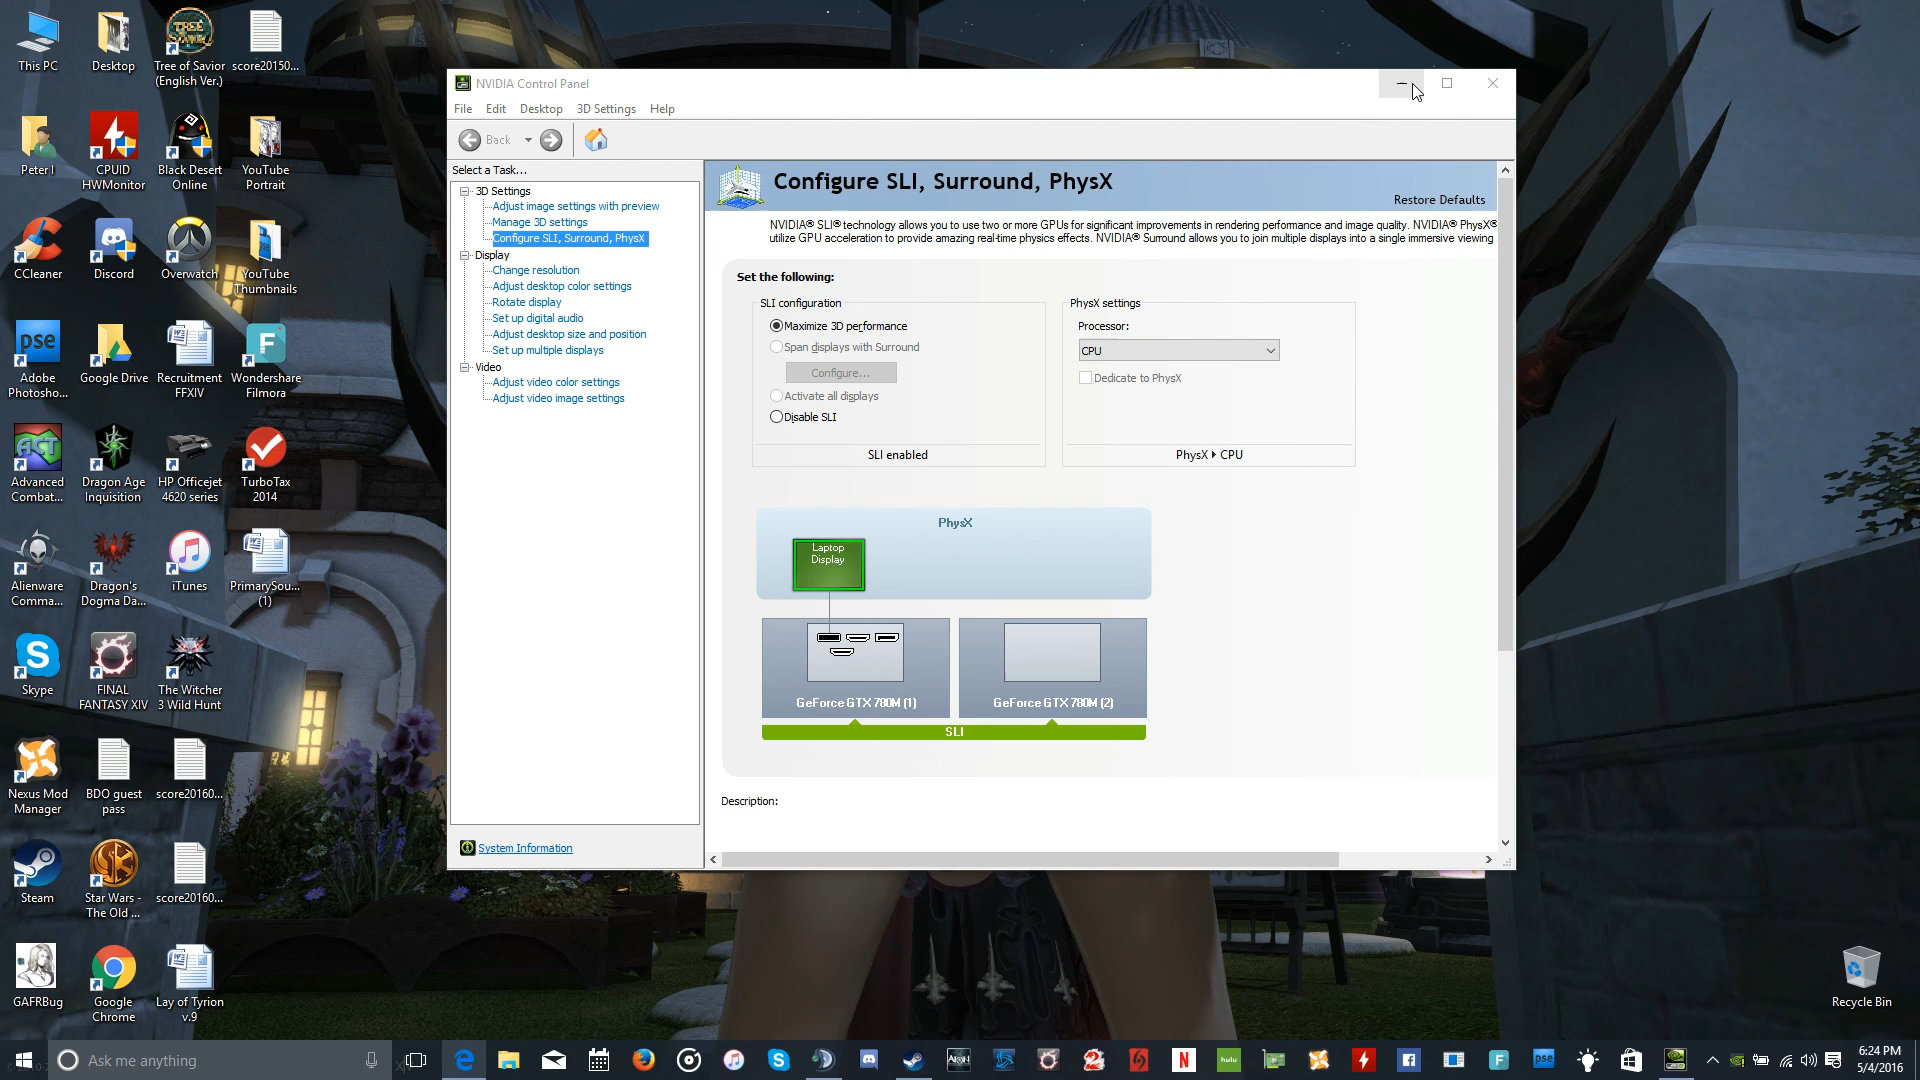 This PC
Desktop
Tree of Savior
(English Ver.)
score20150...
Peter I
CPUID
HWMonitor
Black Desert
Online
YouTube
Portrait
CCleaner
Discord
Overwatch
YouTube
Thumbnails
pse
Adobe
Photosho...
Google Drive
Recruitment
FFXIV
Wondershare
Filmora
ACT
Advanced
Combat...
Dragon Age
Inquisition
HP Officejet
4620 series
TurboTax
2014
Alienware
Comma...
Dragon's
Dogma Da...
iTunes
PrimarySou...
(1)
Skype
FINAL
FANTASY XIV
The Witcher
3 Wild Hunt
Nexus Mod
Manager
BDO guest
pass
score20160...
Steam
Star Wars -
The Old ...
score20160...
GAFRBug
Google
Chrome
Lay of Tyrion
v.9
Recycle Bin
NVIDIA Control Panel
File Edit Desktop 3D Settings Help
Back
Select a Task...
3D Settings
Adjust image settings with preview
Manage 3D settings
Configure SLI, Surround, PhysX
Display
Change resolution
Adjust desktop color settings
Rotate display
Set up digital audio
Adjust desktop size and position
Set up multiple displays
Video
Adjust video color settings
Adjust video image settings
System Information
Configure SLI, Surround, PhysX
Restore Defaults
NVIDIA® SLI® technology allows you to use two or more GPUs for significant improvements in rendering performance and image quality. NVIDIA® PhysX®
utilize GPU acceleration to provide amazing real-time physics effects. NVIDIA® Surround allows you to join multiple displays into a single immersive viewing
Set the following:
SLI configuration
Maximize 3D performance
Span displays with Surround
Configure...
Activate all displays
Disable SLI
SLI enabled
PhysX settings
Processor:
CPU
Dedicate to PhysX
PhysX ▸ CPU
PhysX
Laptop
Display
GeForce GTX 780M (1)
GeForce GTX 780M (2)
SLI
Description:
Ask me anything
hulu
pse
6:24 PM
5/4/2016